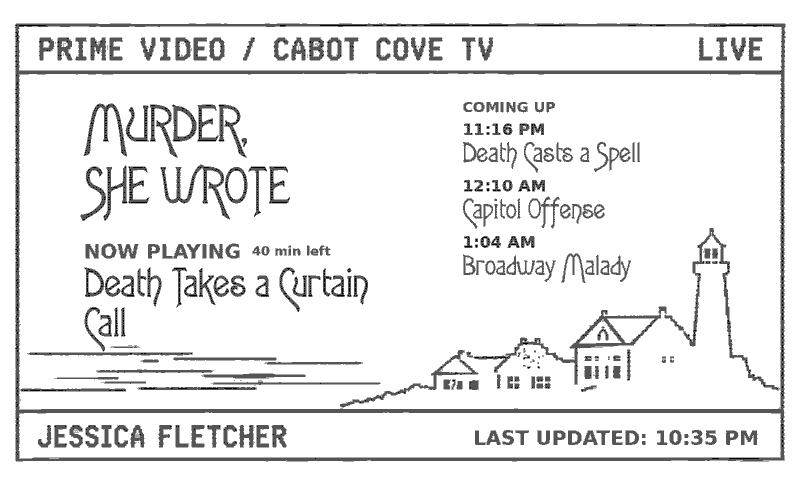 PRIME VIDEO / CABOT COVE TV
LIVE
MURDER,
SHE WROTE
NOW PLAYING 40 min left
Death Takes a Curtain
Call
COMING UP
11:16 PM
Death Casts a Spell
12:10 AM
Capitol Offense
1:04 AM
Broadway Malady
JESSICA FLETCHER
LAST UPDATED: 10:35 PM